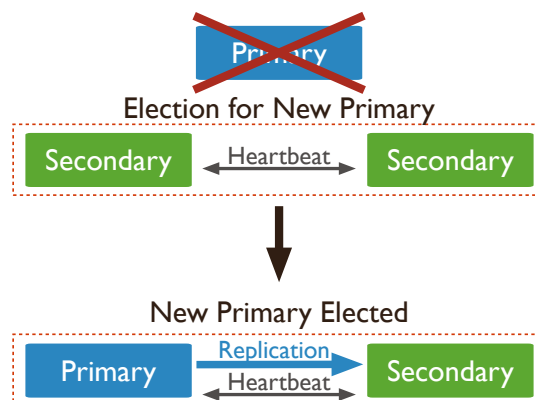 Primary
Election for New Primary
Secondary Heartbeat Secondary
New Primary Elected
Replication
Primary Secondary
Heartbeat